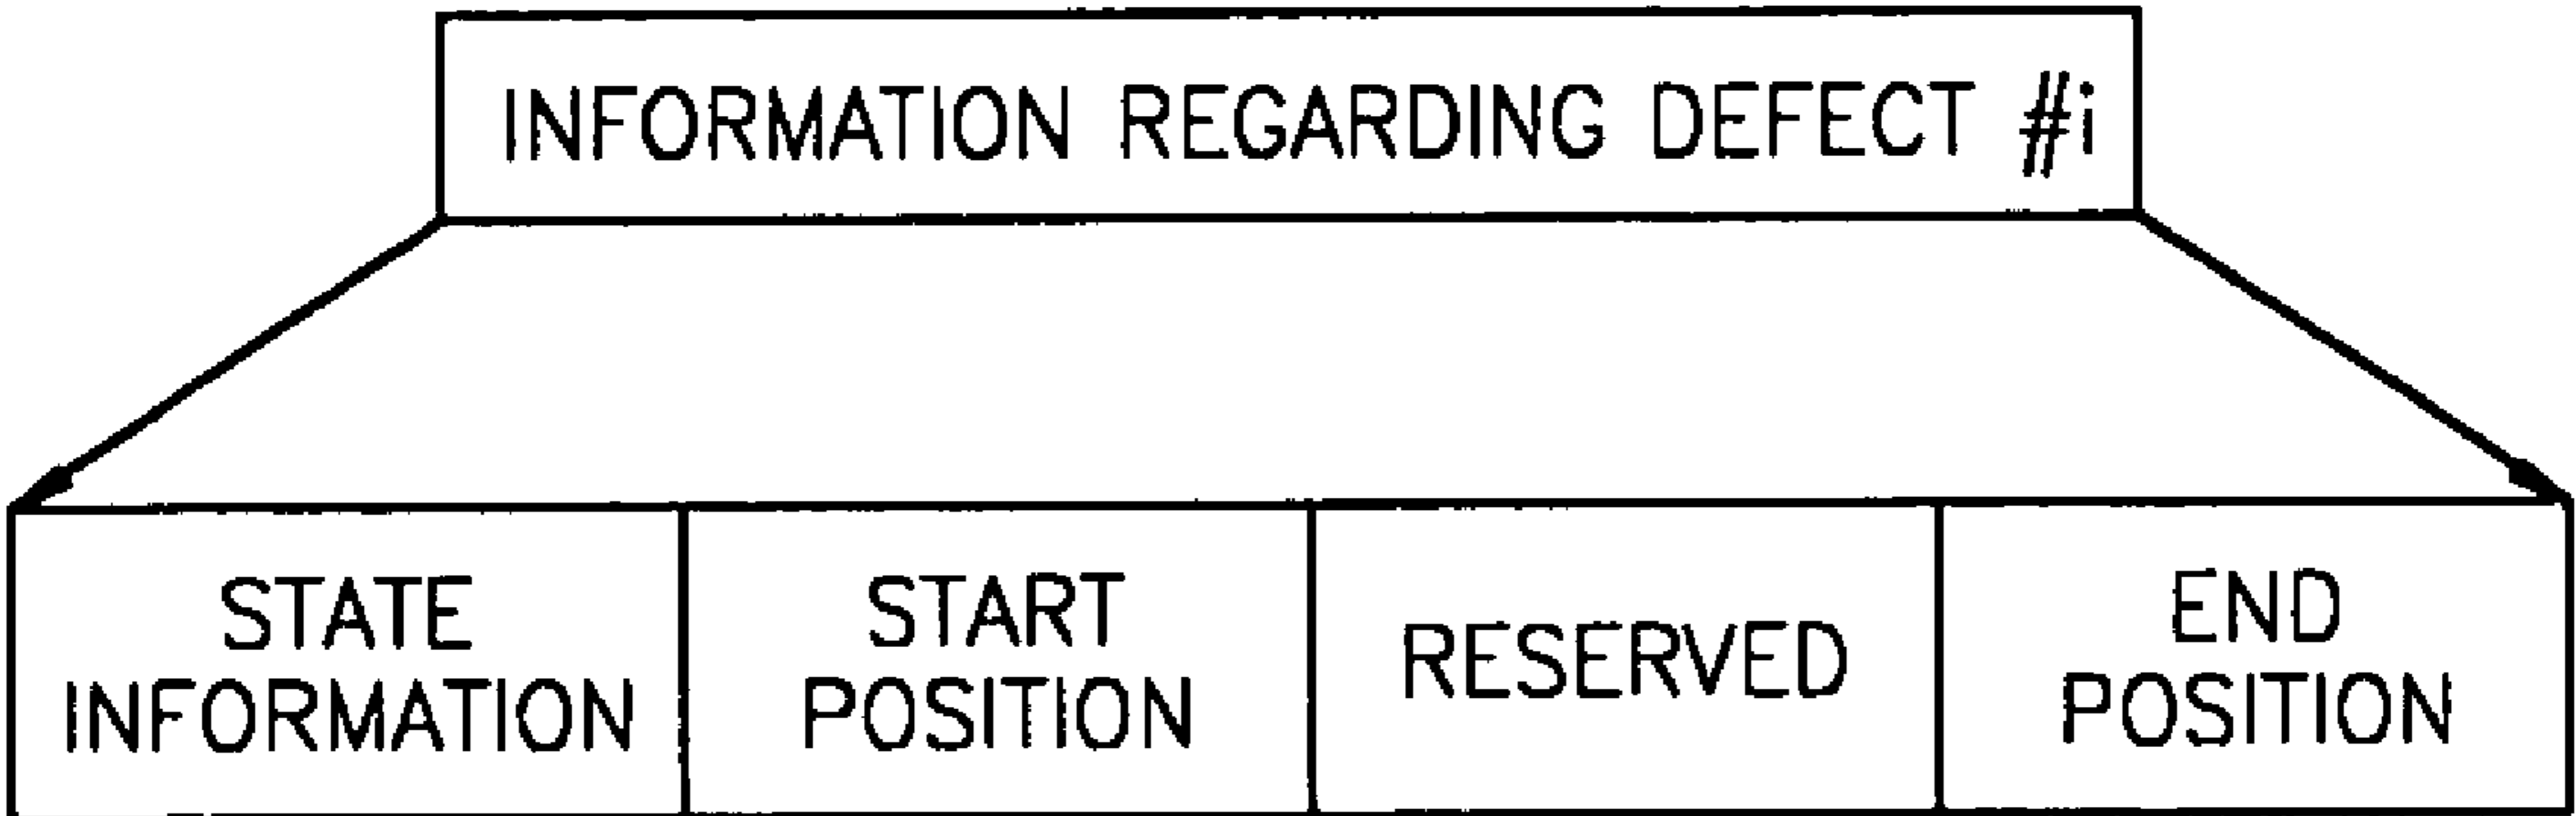 INFORMATION REGARDING DEFECT #i
STATE
INFORMATION
START
POSITION
RESERVED
END
POSITION